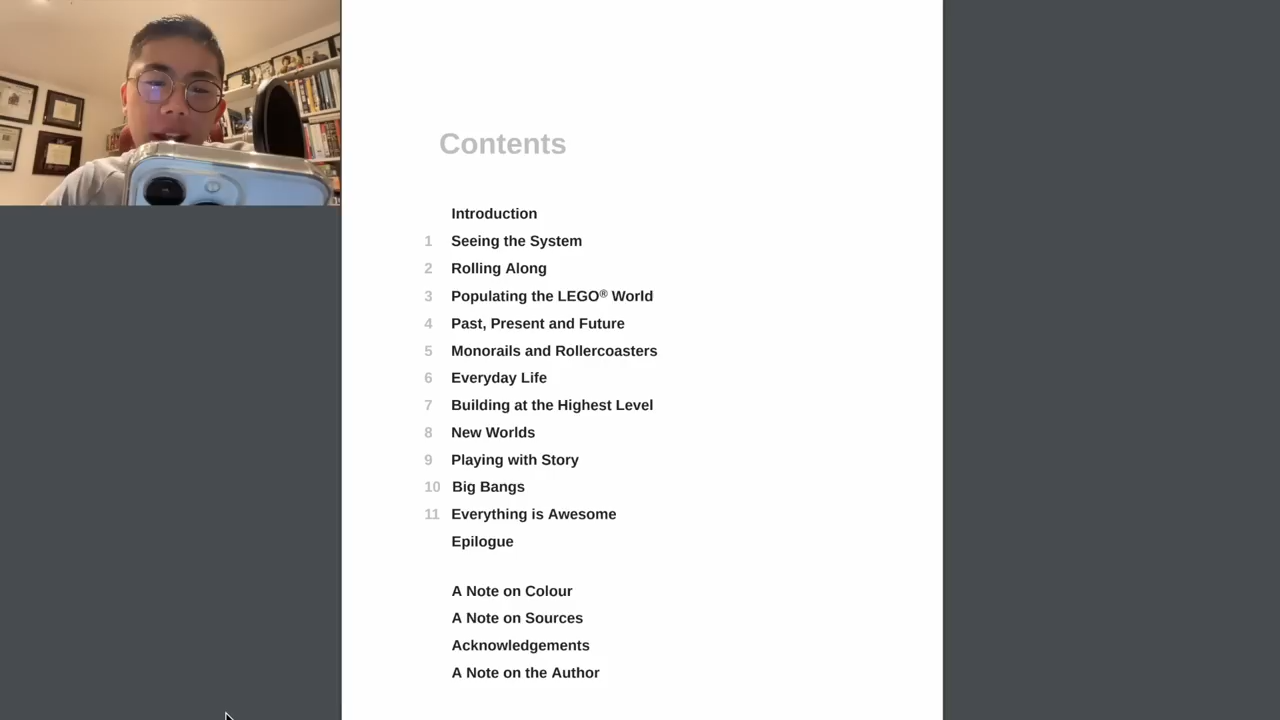 Contents
Introduction
1 Seeing the System
2 Rolling Along
3 Populating the LEGO® World
4 Past, Present and Future
5 Monorails and Rollercoasters
6 Everyday Life
7 Building at the Highest Level
8 New Worlds
9 Playing with Story
10 Big Bangs
11 Everything is Awesome
Epilogue
A Note on Colour
A Note on Sources
Acknowledgements
A Note on the Author